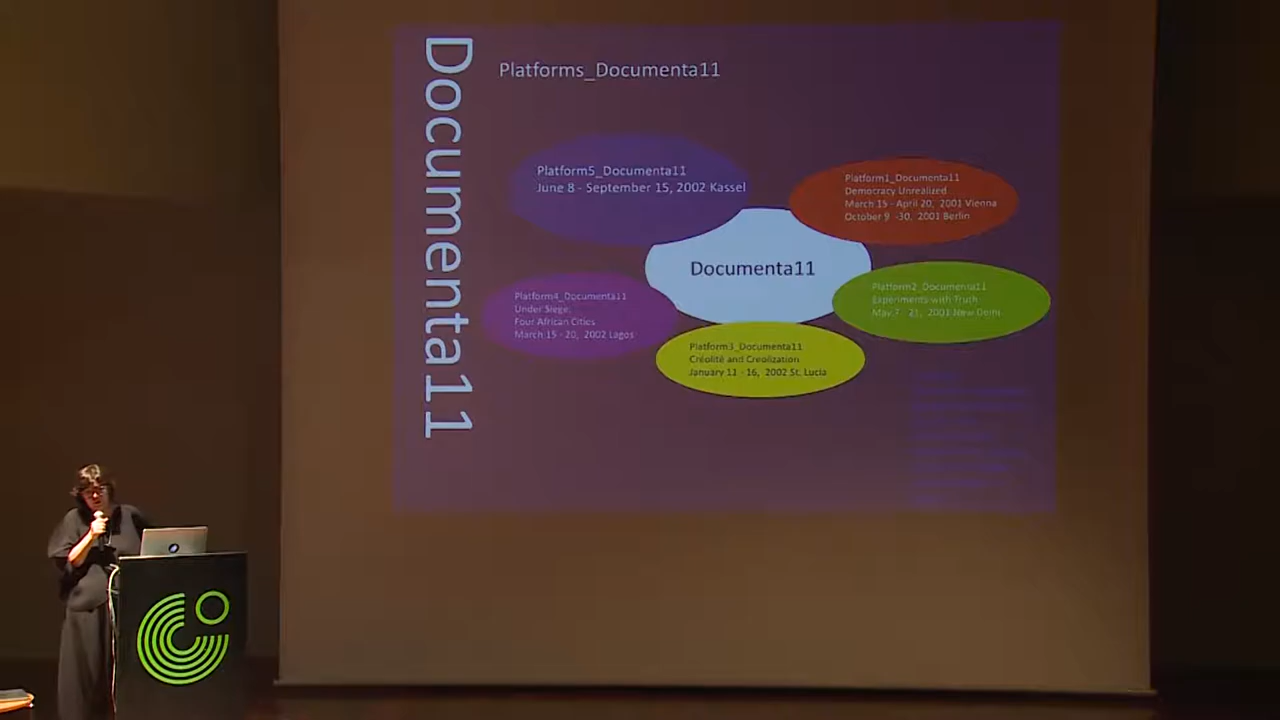 Documenta11
Platforms_Documenta11
Platform5_Documenta11
June 8 - September 15, 2002 Kassel
Platform1_Documenta11
Democracy Unrealized
March 15 - April 20, 2001 Vienna
October 9 -30, 2001 Berlin
Documenta11
Platform2_Documenta11
Experiments with Truth
May 7 - 21, 2001 New Delhi
Platform4_Documenta11
Under Siege:
Four African Cities
March 15 - 20, 2002 Lagos
Platform3_Documenta11
Créolité and Creolization
January 11 - 16, 2002 St. Lucia